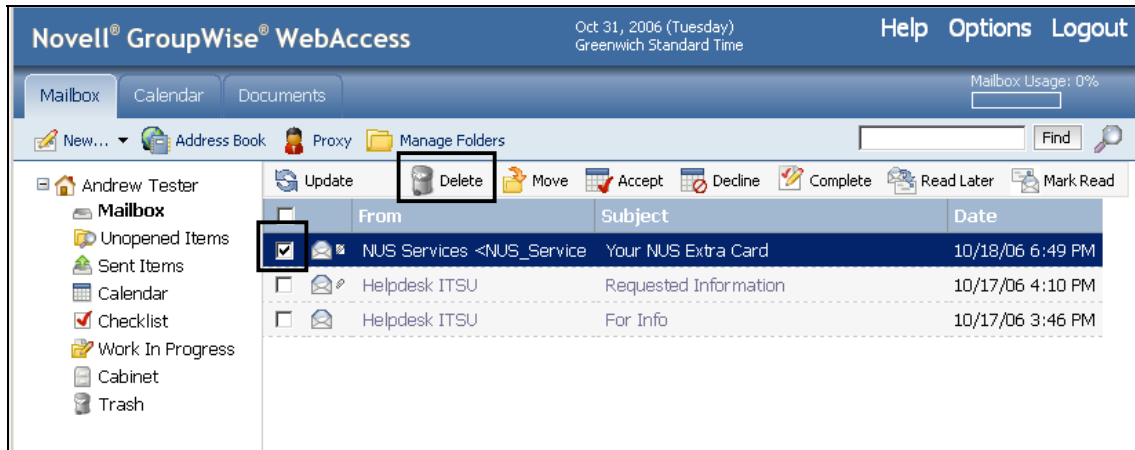 Novell® GroupWise® WebAccess
Oct 31, 2006 (Tuesday)
Greenwich Standard Time
Help Options Logout
Mailbox Calendar Documents
Mailbox Usage: 0%
New... Address Book Proxy Manage Folders Find
Andrew Tester
Mailbox
Unopened Items
Sent Items
Calendar
Checklist
Work In Progress
Cabinet
Trash
Update Delete Move Accept Decline Complete Read Later Mark Read
From Subject Date
NUS Services <NUS_Service Your NUS Extra Card 10/18/06 6:49 PM
Helpdesk ITSU Requested Information 10/17/06 4:10 PM
Helpdesk ITSU For Info 10/17/06 3:46 PM